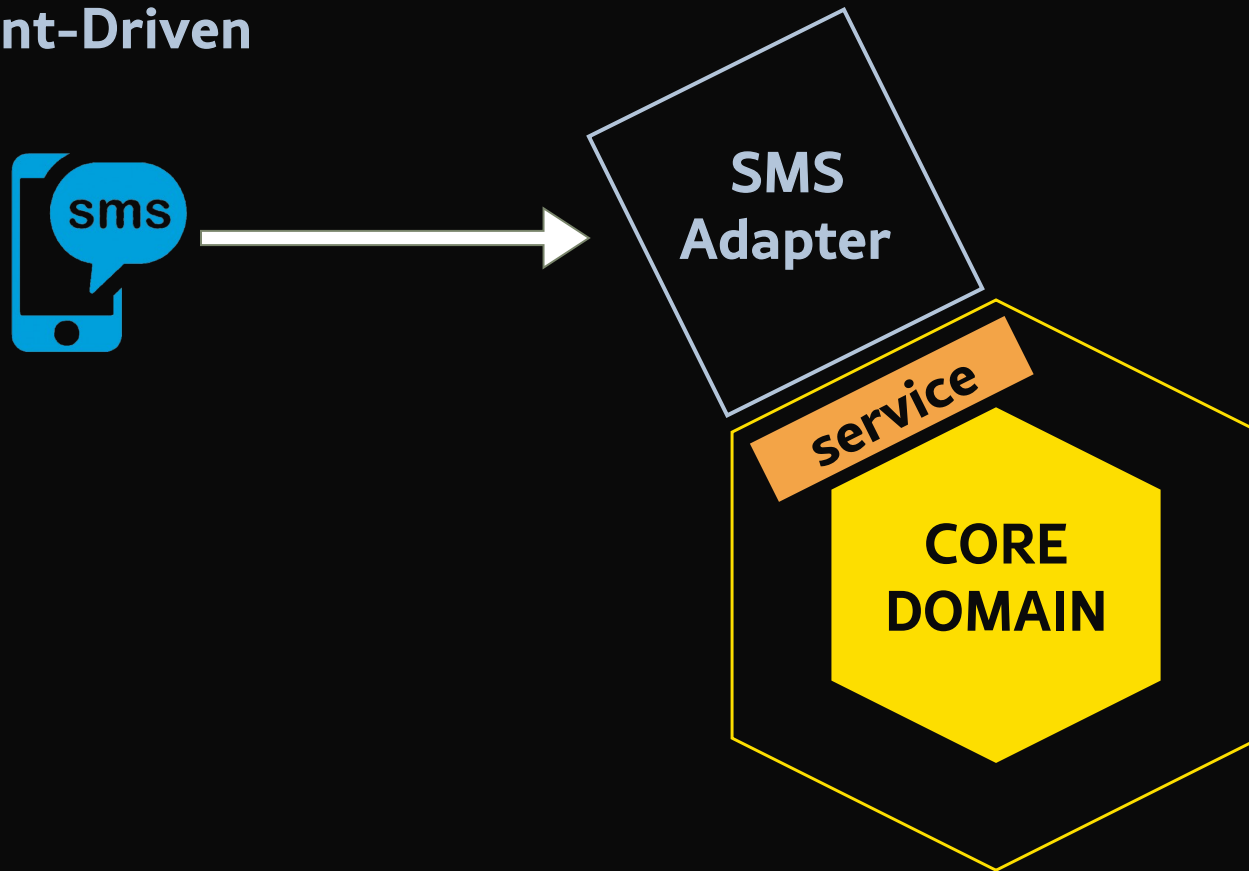 nt-Driven
sms
SMS
Adapter
service
CORE
DOMAIN